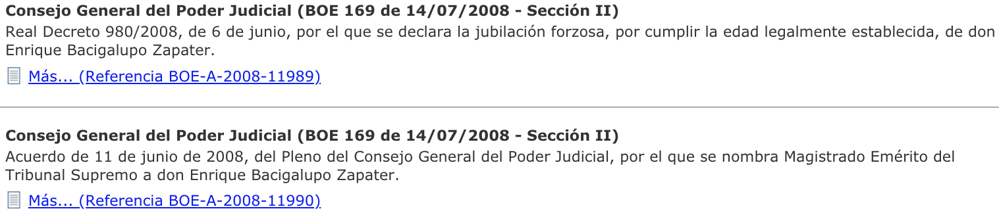 Consejo General del Poder Judicial (BOE 169 de 14/07/2008 - Sección II)
Real Decreto 980/2008, de 6 de junio, por el que se declara la jubilación forzosa, por cumplir la edad legalmente establecida, de don
Enrique Bacigalupo Zapater.
Más... (Referencia BOE-A-2008-11989)
Consejo General del Poder Judicial (BOE 169 de 14/07/2008 - Sección II)
Acuerdo de 11 de junio de 2008, del Pleno del Consejo General del Poder Judicial, por el que se nombra Magistrado Emérito del
Tribunal Supremo a don Enrique Bacigalupo Zapater.
Más... (Referencia BOE-A-2008-11990)